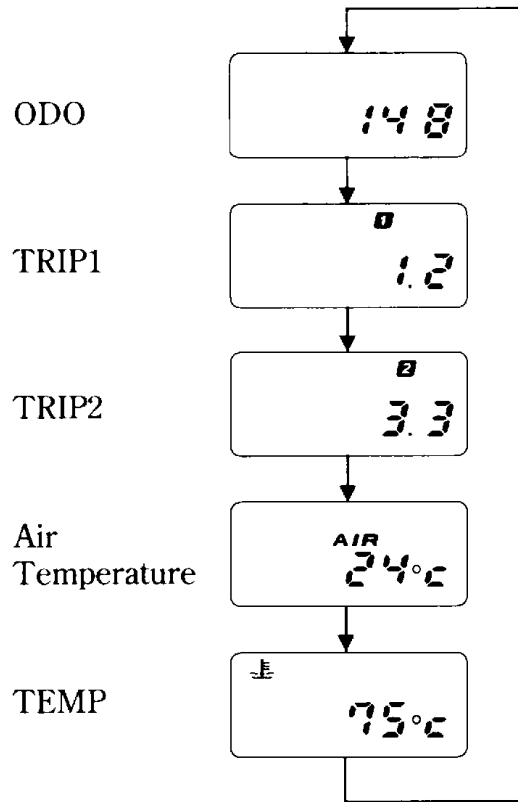 ODO
148
1
TRIP1
1.2
2
TRIP2
3.3
Air
Temperature
AIR
24°c
TEMP
75°c